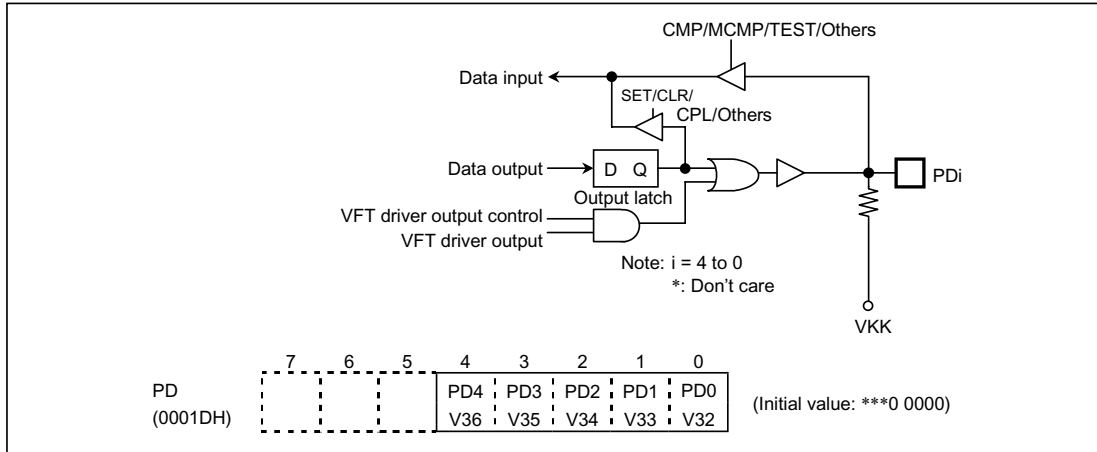 CMP/MCMP/TEST/Others
Data input
SET/CLR/
CPL/Others
Data output
D Q
PDi
Output latch
VFT driver output control
VFT driver output
Note: i = 4 to 0
*: Don't care
VKK
7 6 5 4 3 2 1 0
PD PD4 PD3 PD2 PD1 PD0 (Initial value: ***0 0000)
(0001DH) V36 V35 V34 V33 V32